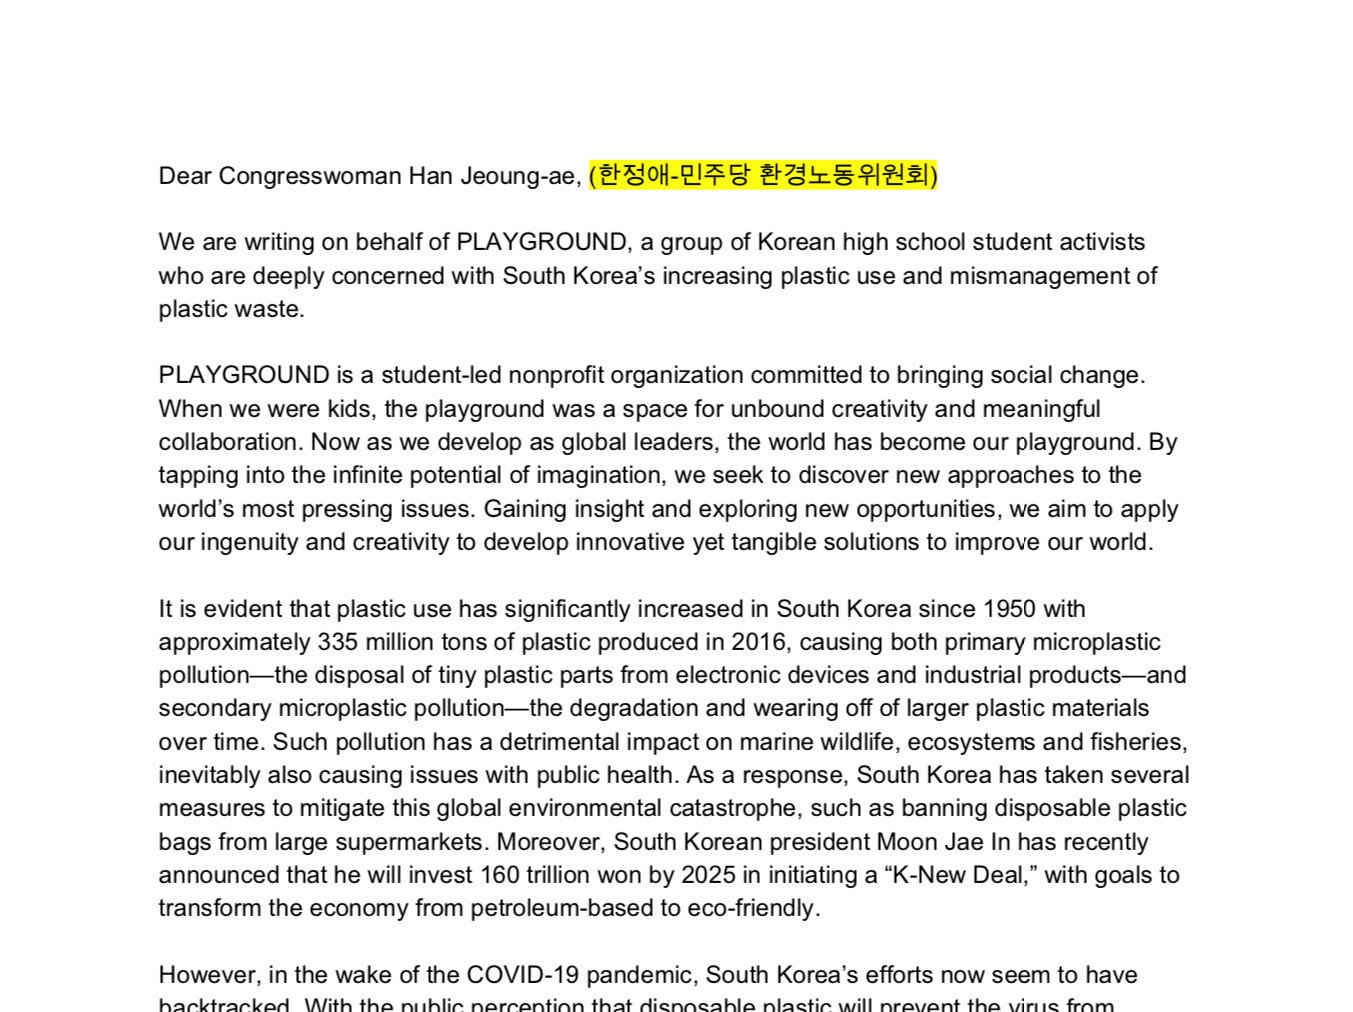 Dear Congresswoman Han Jeoung-ae, (한정애-민주당 환경노동위원회)
We are writing on behalf of PLAYGROUND, a group of Korean high school student activists
who are deeply concerned with South Korea’s increasing plastic use and mismanagement of
plastic waste.
PLAYGROUND is a student-led nonprofit organization committed to bringing social change.
When we were kids, the playground was a space for unbound creativity and meaningful
collaboration. Now as we develop as global leaders, the world has become our playground. By
tapping into the infinite potential of imagination, we seek to discover new approaches to the
world’s most pressing issues. Gaining insight and exploring new opportunities, we aim to apply
our ingenuity and creativity to develop innovative yet tangible solutions to improve our world.
It is evident that plastic use has significantly increased in South Korea since 1950 with
approximately 335 million tons of plastic produced in 2016, causing both primary microplastic
pollution—the disposal of tiny plastic parts from electronic devices and industrial products—and
secondary microplastic pollution—the degradation and wearing off of larger plastic materials
over time. Such pollution has a detrimental impact on marine wildlife, ecosystems and fisheries,
inevitably also causing issues with public health. As a response, South Korea has taken several
measures to mitigate this global environmental catastrophe, such as banning disposable plastic
bags from large supermarkets. Moreover, South Korean president Moon Jae In has recently
announced that he will invest 160 trillion won by 2025 in initiating a “K-New Deal,” with goals to
transform the economy from petroleum-based to eco-friendly.
However, in the wake of the COVID-19 pandemic, South Korea’s efforts now seem to have
backtracked. With the public perception that disposable plastic will prevent the virus from